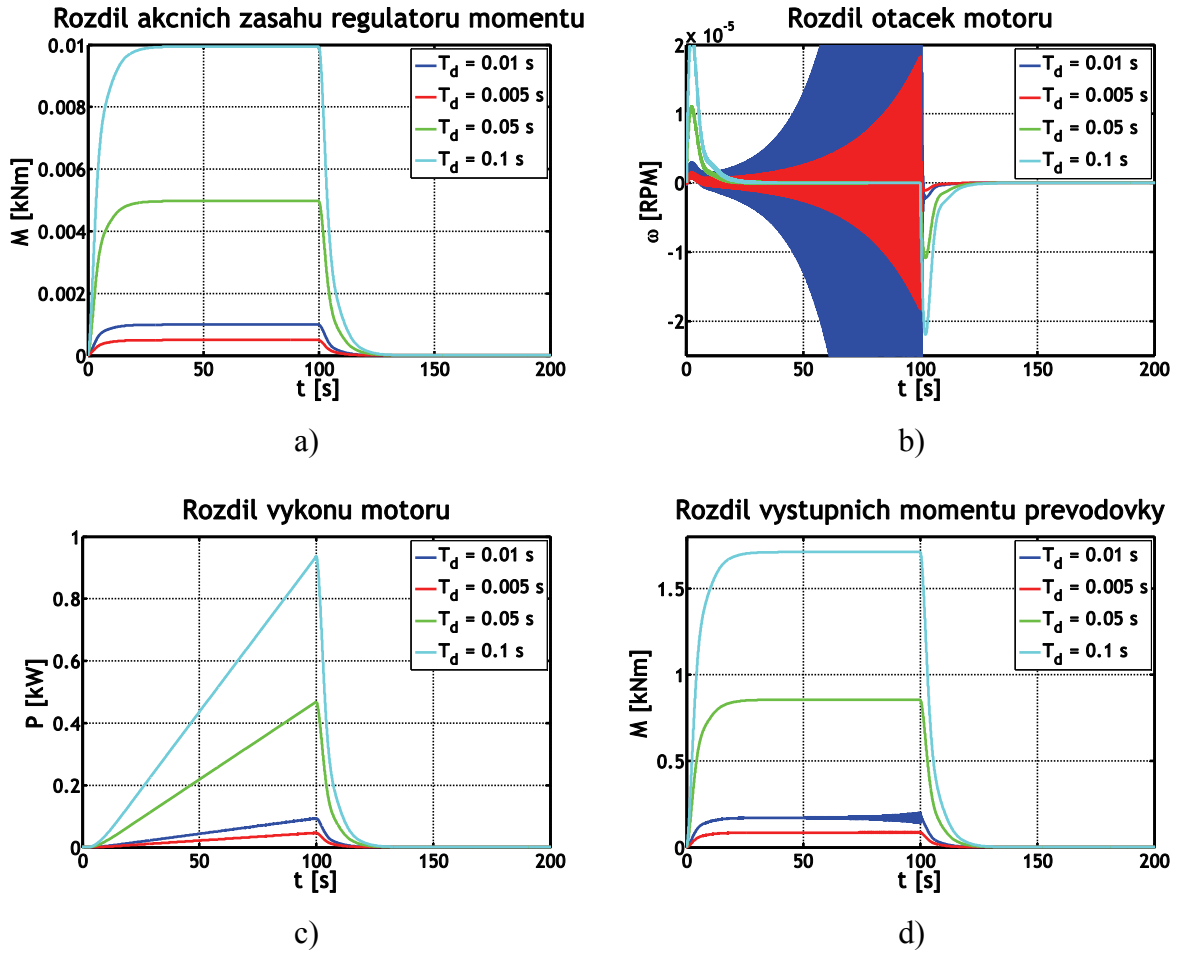 Rozdil akcnich zasahu regulatoru momentu
0.01
0.008
0.006
0.004
0.002
0
M [kNm]
0 50 100 150 200
t [s]
T_d = 0.01 s
T_d = 0.005 s
T_d = 0.05 s
T_d = 0.1 s
a)
Rozdil otacek motoru
2 x 10^-5
1
0
-1
-2
ω [RPM]
0 50 100 150 200
t [s]
T_d = 0.01 s
T_d = 0.005 s
T_d = 0.05 s
T_d = 0.1 s
b)
Rozdil vykonu motoru
1
0.8
0.6
0.4
0.2
0
P [kW]
0 50 100 150 200
t [s]
T_d = 0.01 s
T_d = 0.005 s
T_d = 0.05 s
T_d = 0.1 s
c)
Rozdil vystupnich momentu prevodovky
1.5
1
0.5
0
M [kNm]
0 50 100 150 200
t [s]
T_d = 0.01 s
T_d = 0.005 s
T_d = 0.05 s
T_d = 0.1 s
d)